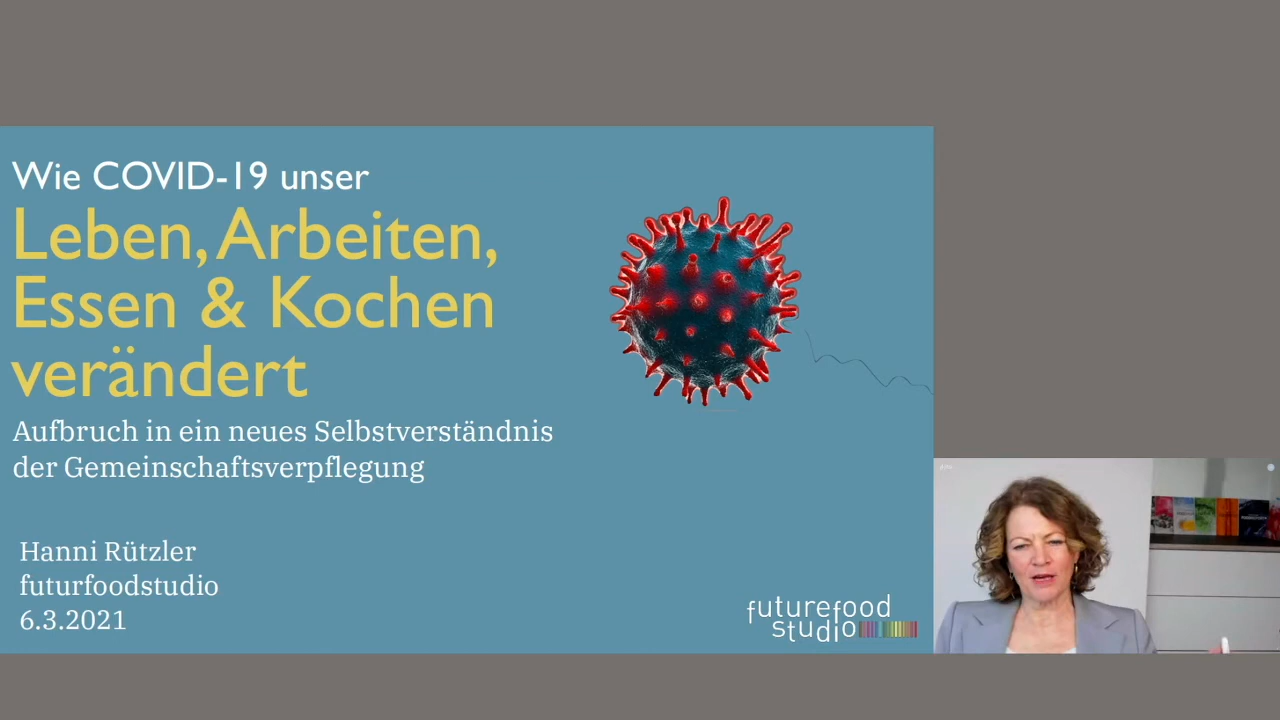 Wie COVID-19 unser
Leben, Arbeiten,
Essen & Kochen
verändert
Aufbruch in ein neues Selbstverständnis
der Gemeinschaftsverpflegung
Hanni Rützler
futurfoodstudio
6.3.2021
futurefood
studio